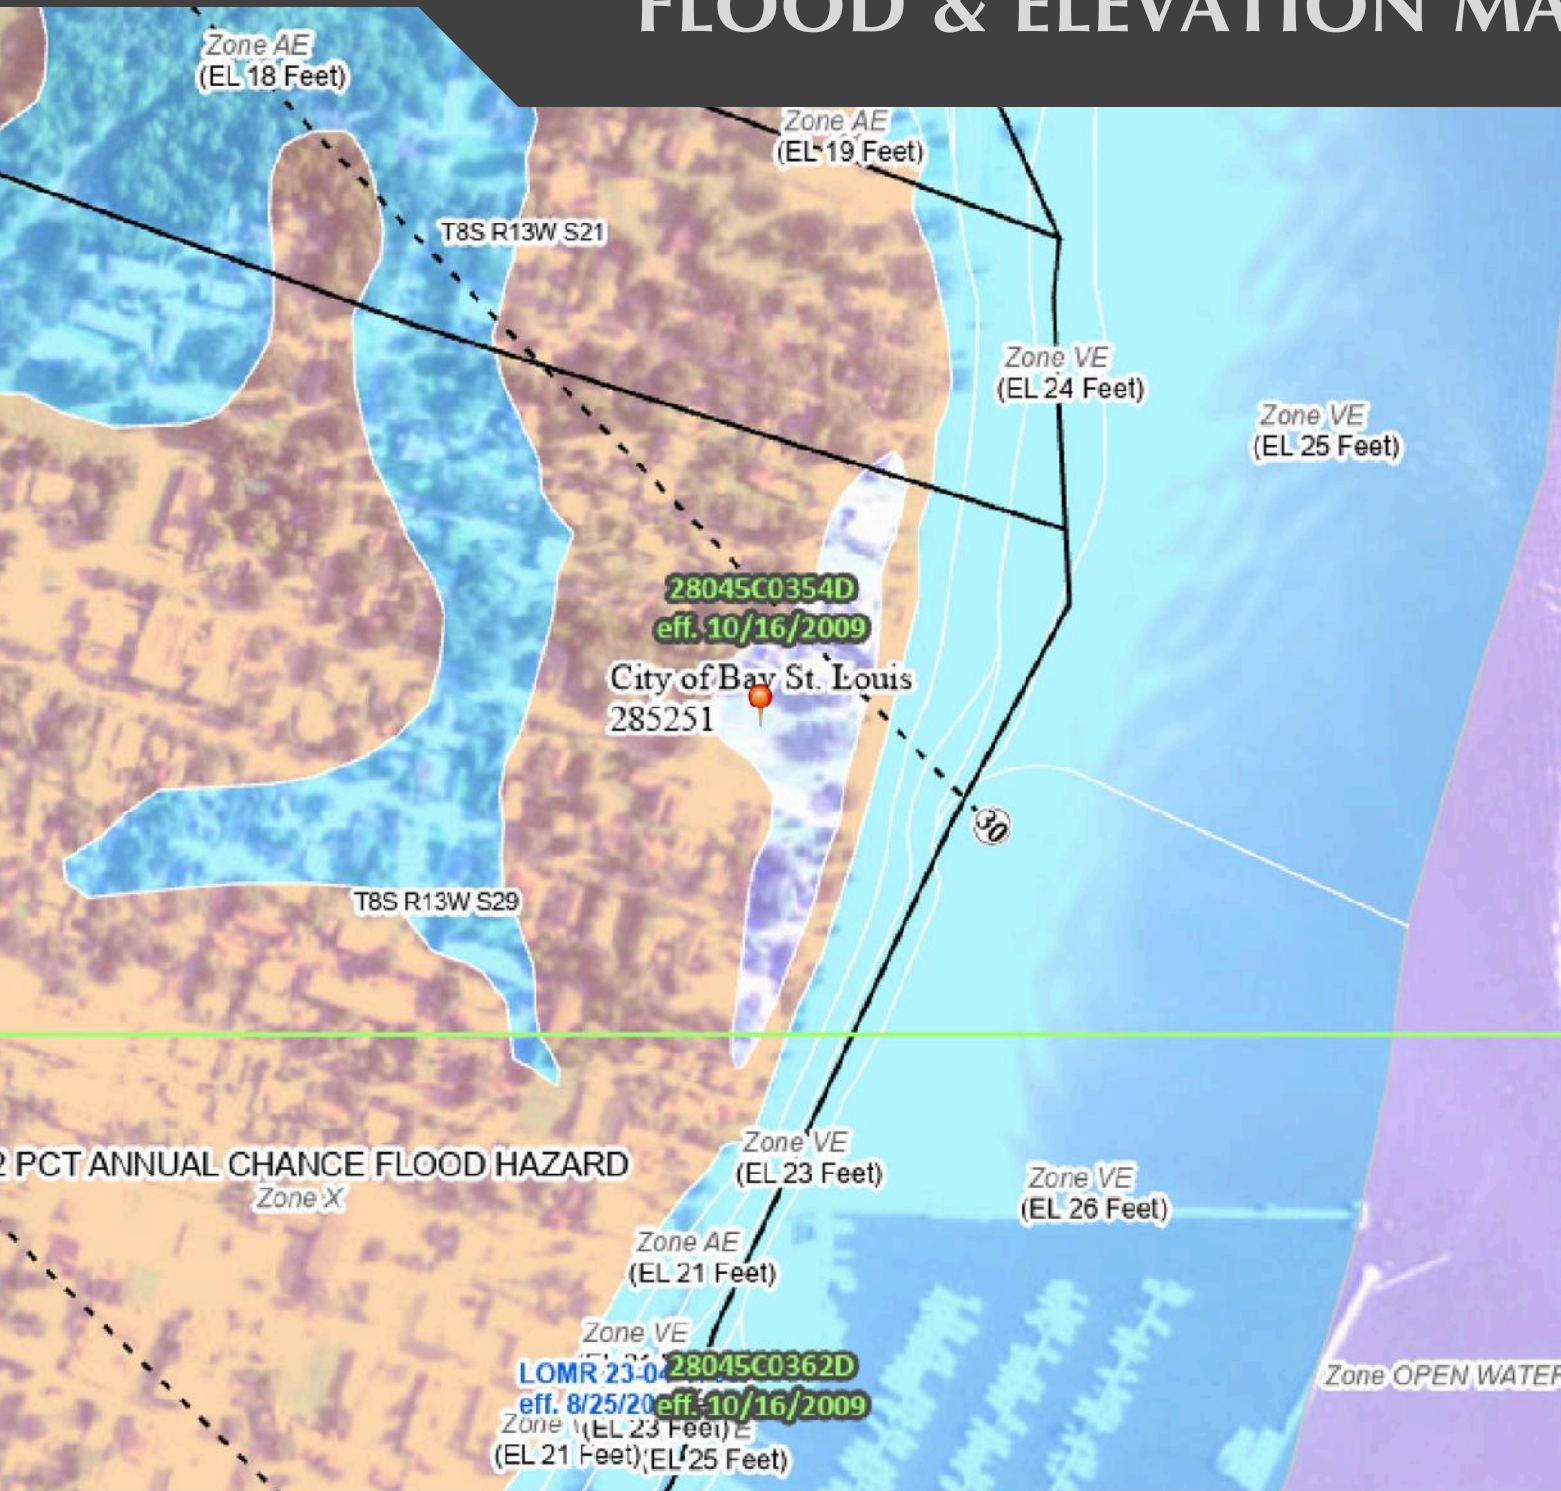 FLOOD & ELEVATION MA
Zone AE
(EL 18 Feet)
Zone AE
(EL 19 Feet)
T8S R13W S21
Zone VE
(EL 24 Feet)
Zone VE
(EL 25 Feet)
28045C0354D
eff. 10/16/2009
City of Bay St. Louis
285251
30
T8S R13W S29
2 PCT ANNUAL CHANCE FLOOD HAZARD
Zone X
Zone VE
(EL 23 Feet)
Zone VE
(EL 26 Feet)
Zone AE
(EL 21 Feet)
Zone VE
LOMR 23-04
28045C0362D
eff. 8/25/20
eff. 10/16/2009
Zone
(EL 23 Feet)
(EL 21 Feet)
(EL 25 Feet)
Zone OPEN WATER